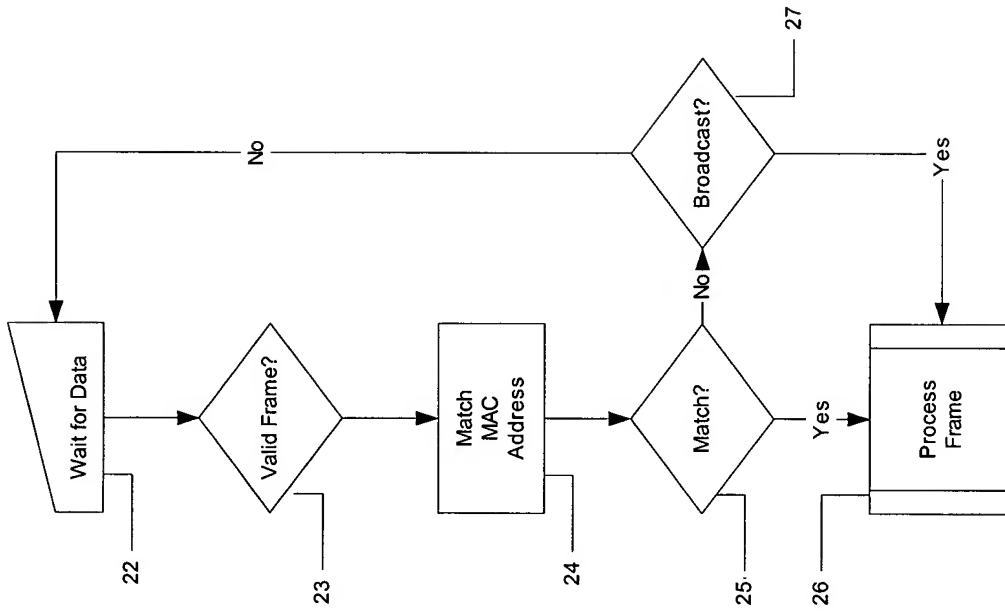 Wait for Data
22
Valid Frame?
23
Match
MAC
Address
24
Match?
25
No
Broadcast?
27
No
Yes
Yes
Process
Frame
26